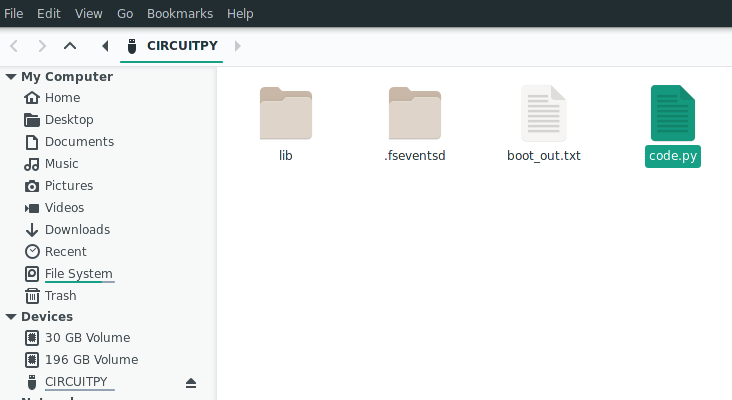 File Edit View Go Bookmarks Help
CIRCUITPY
My Computer
Home
Desktop
Documents
Music
Pictures
Videos
Downloads
Recent
File System
Trash
Devices
30 GB Volume
196 GB Volume
CIRCUITPY
lib
.fseventsd
boot_out.txt
code.py